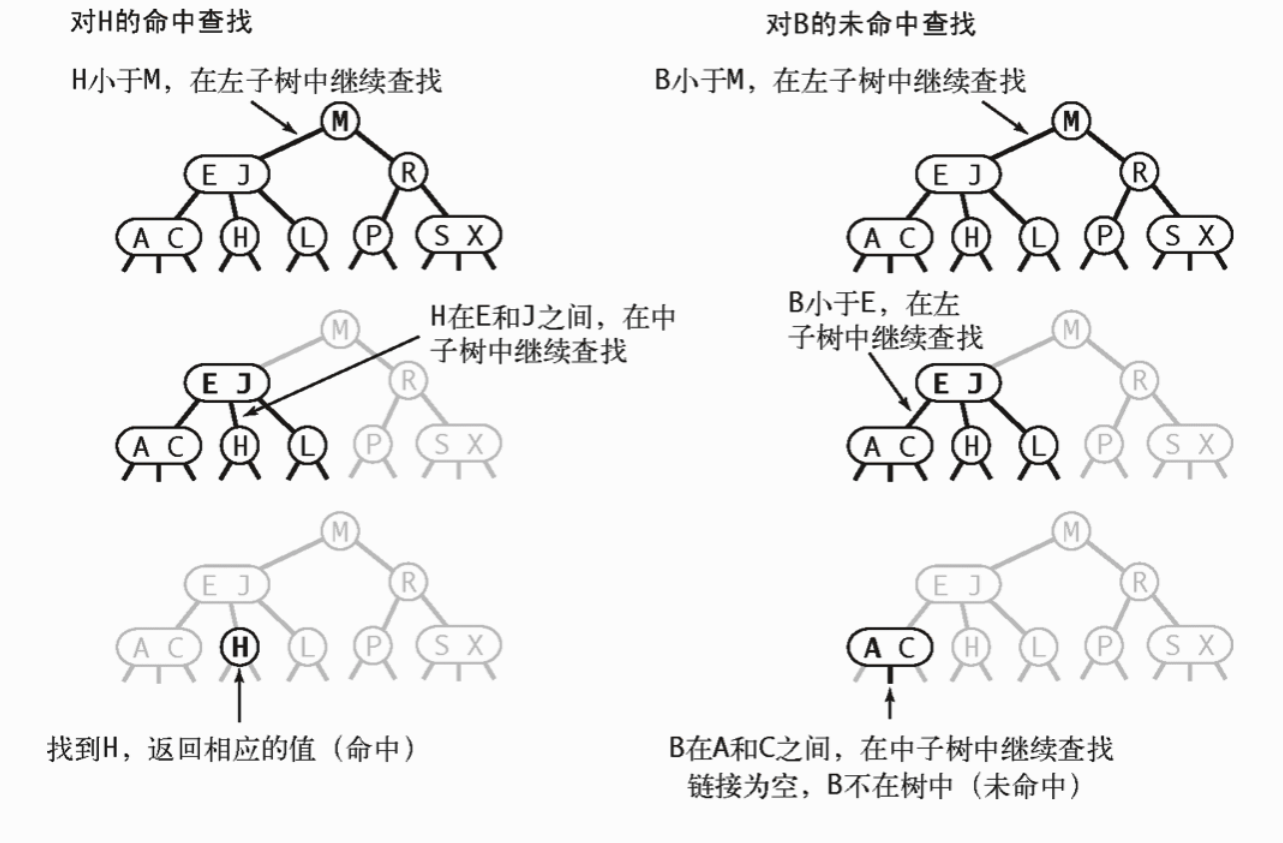 对H的命中查找
H小于M，在左子树中继续查找
M
E J
R
A C
H
L
P
S X
H在E和J之间，在中
子树中继续查找
M
E J
R
A C
H
L
P
S X
M
E J
R
A C
H
L
P
S X
找到H，返回相应的值（命中）
对B的未命中查找
B小于M，在左子树中继续查找
M
E J
R
A C
H
L
P
S X
B小于E，在左
子树中继续查找
M
E J
R
A C
H
L
P
S X
M
E J
R
A C
H
L
P
S X
B在A和C之间，在中子树中继续查找
链接为空，B不在树中（未命中）